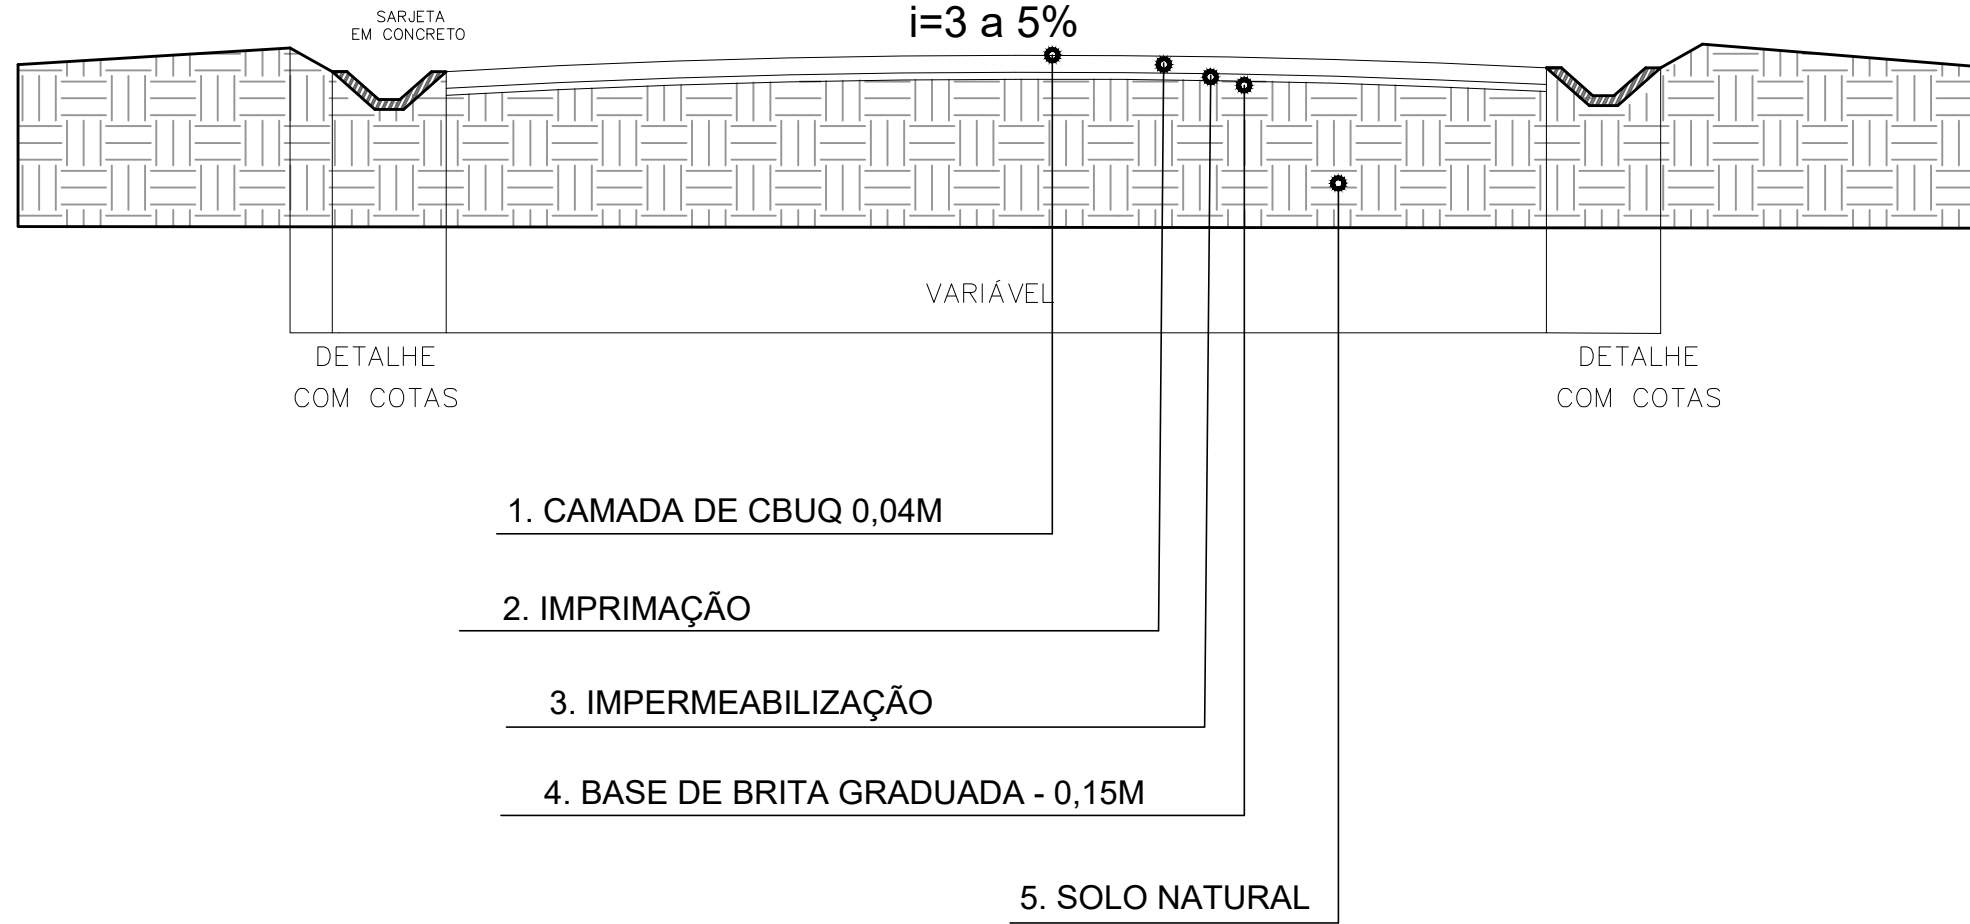 SARJETA
EM CONCRETO
i=3 a 5%
VARIÁVEL
DETALHE
COM COTAS
DETALHE
COM COTAS
1. CAMADA DE CBUQ 0,04M
2. IMPRIMAÇÃO
3. IMPERMEABILIZAÇÃO
4. BASE DE BRITA GRADUADA - 0,15M
5. SOLO NATURAL